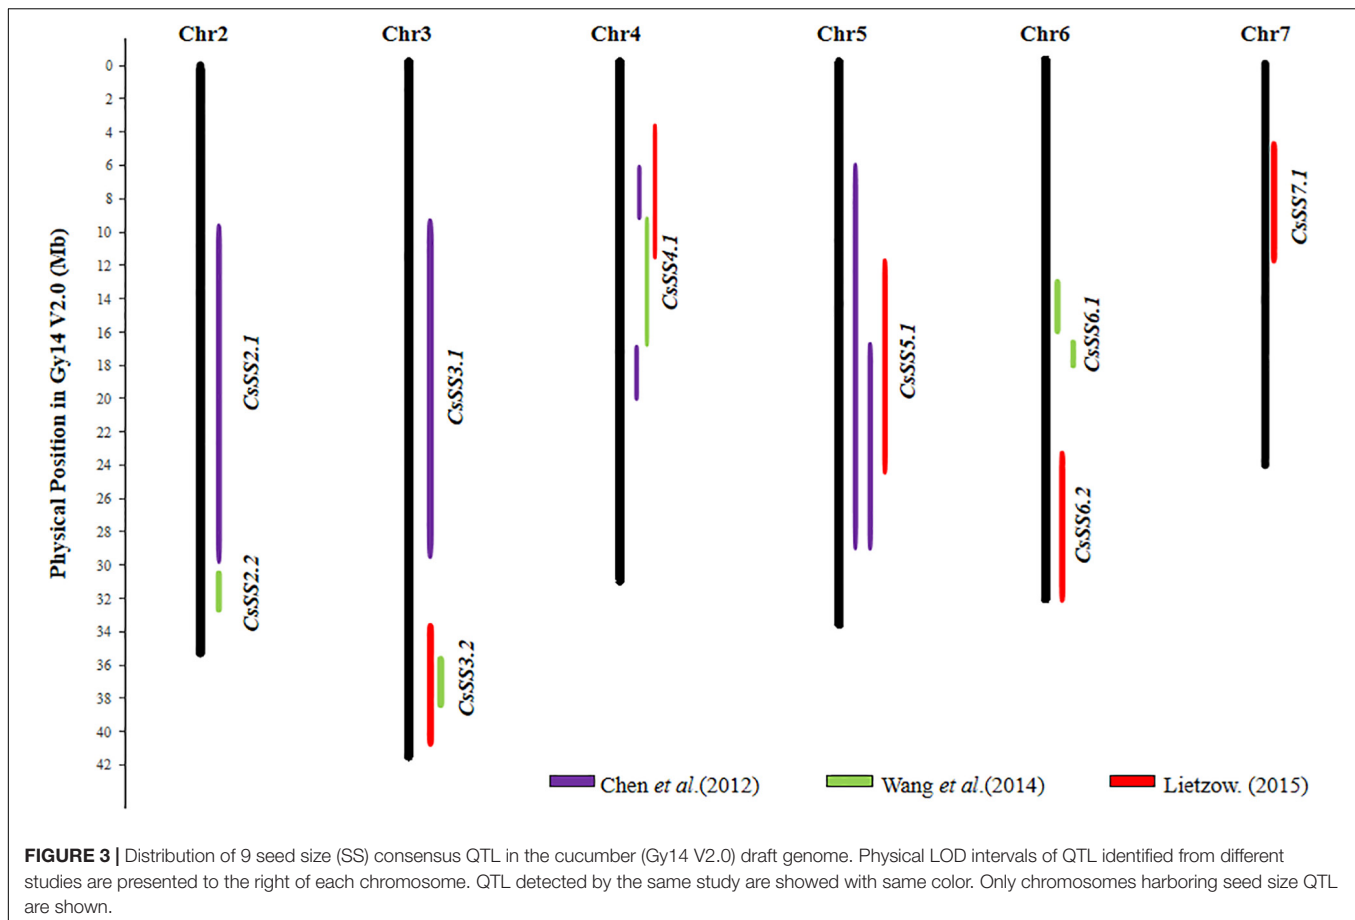 Chr2 Chr3 Chr4 Chr5 Chr6 Chr7
Physical Position in Gy14 V2.0 (Mb)
0
2
4
6
8
10
12
14
16
18
20
22
24
26
28
30
32
34
36
38
40
42
CsSS2.1
CsSS2.2
CsSS3.1
CsSS3.2
CsSS4.1
CsSS5.1
CsSS6.1
CsSS6.2
CsSS7.1
Chen et al.(2012) Wang et al.(2014) Lietzow. (2015)
FIGURE 3 | Distribution of 9 seed size (SS) consensus QTL in the cucumber (Gy14 V2.0) draft genome. Physical LOD intervals of QTL identified from different
studies are presented to the right of each chromosome. QTL detected by the same study are showed with same color. Only chromosomes harboring seed size QTL
are shown.